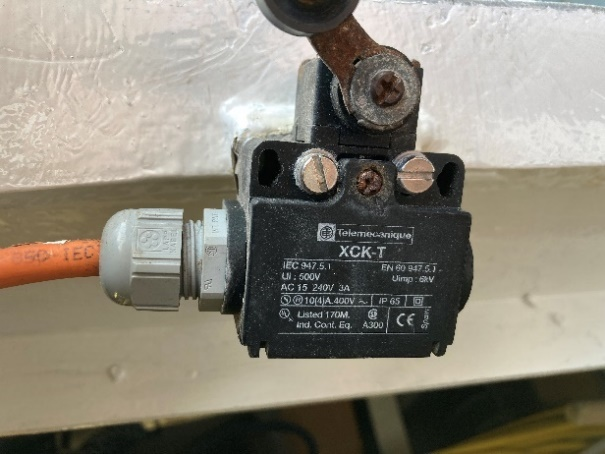 Telemecanique
XCK-T
IEC 947.5.1 EN 60 947.5.1
Ui : 500V Uimp : 6kV
AC 15 240V 3A
10(4)A.400V ~ IP 65
Listed 170M.
Ind. Cont. Eq. A300 CE
IEC